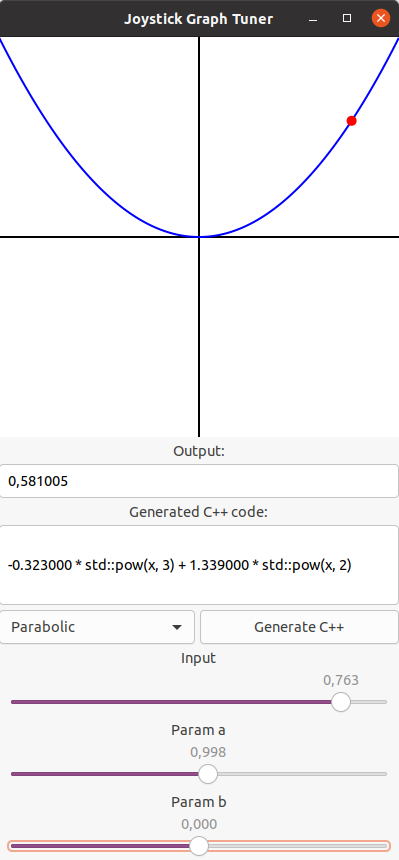 Joystick Graph Tuner
Output:
0,581005
Generated C++ code:
-0.323000 * std::pow(x, 3) + 1.339000 * std::pow(x, 2)
Parabolic
Generate C++
Input
0,763
Param a
0,998
Param b
0,000